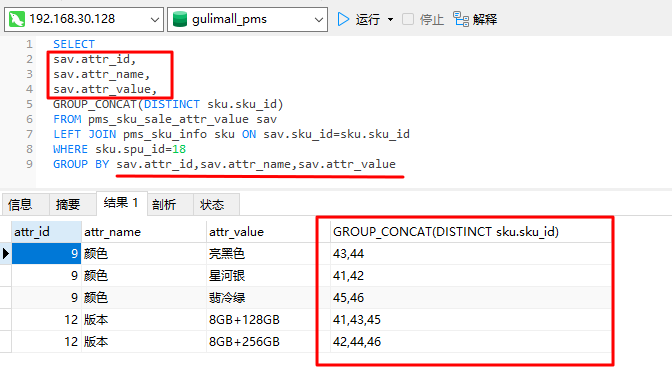 192.168.30.128 gulimall_pms 运行 停止 解释
1 SELECT
2 sav.attr_id,
3 sav.attr_name,
4 sav.attr_value,
5 GROUP_CONCAT(DISTINCT sku.sku_id)
6 FROM pms_sku_sale_attr_value sav
7 LEFT JOIN pms_sku_info sku ON sav.sku_id=sku.sku_id
8 WHERE sku.spu_id=18
9 GROUP BY sav.attr_id,sav.attr_name,sav.attr_value
信息 摘要 结果 1 剖析 状态
attr_id attr_name attr_value GROUP_CONCAT(DISTINCT sku.sku_id)
9 颜色 亮黑色 43,44
9 颜色 星河银 41,42
9 颜色 翡冷绿 45,46
12 版本 8GB+128GB 41,43,45
12 版本 8GB+256GB 42,44,46